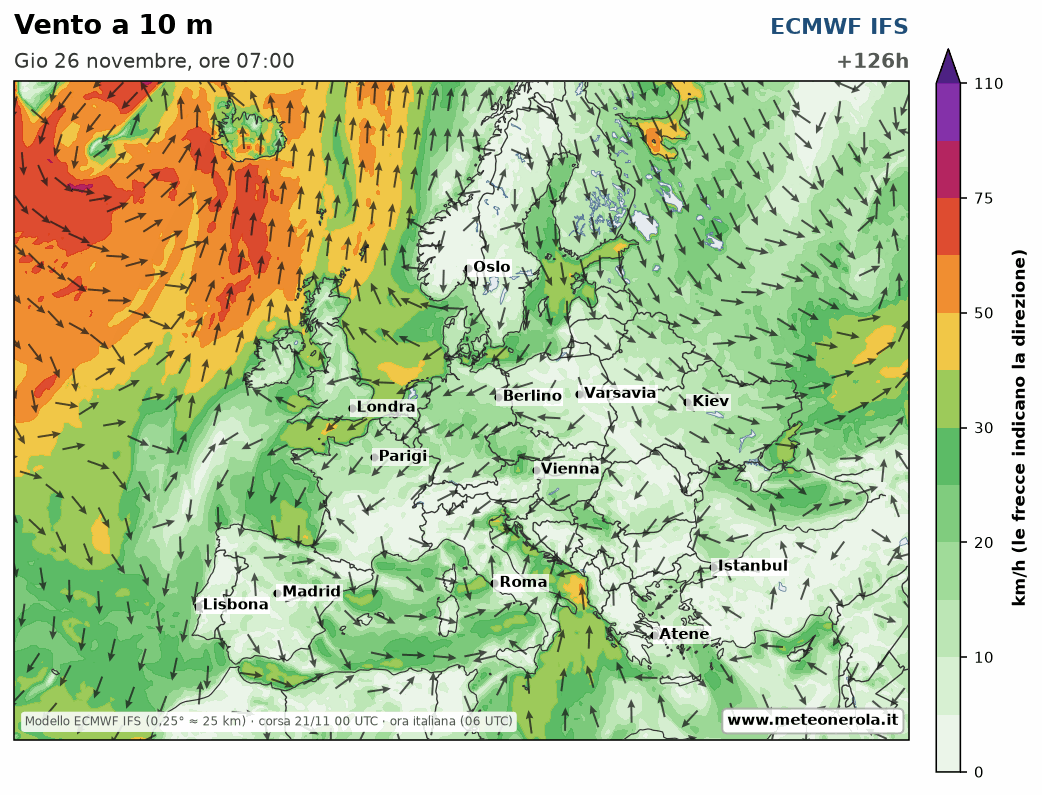 Vento a 10 m
ECMWF IFS
Gio 26 novembre, ore 07:00
+126h
110
75
50
30
20
10
0
km/h (le frecce indicano la direzione)
Oslo
Londra
Berlino
Varsavia
Kiev
Parigi
Vienna
Istanbul
Roma
Madrid
Lisbona
Atene
Modello ECMWF IFS (0,25° ≈ 25 km) · corsa 21/11 00 UTC · ora italiana (06 UTC)
www.meteonerola.it